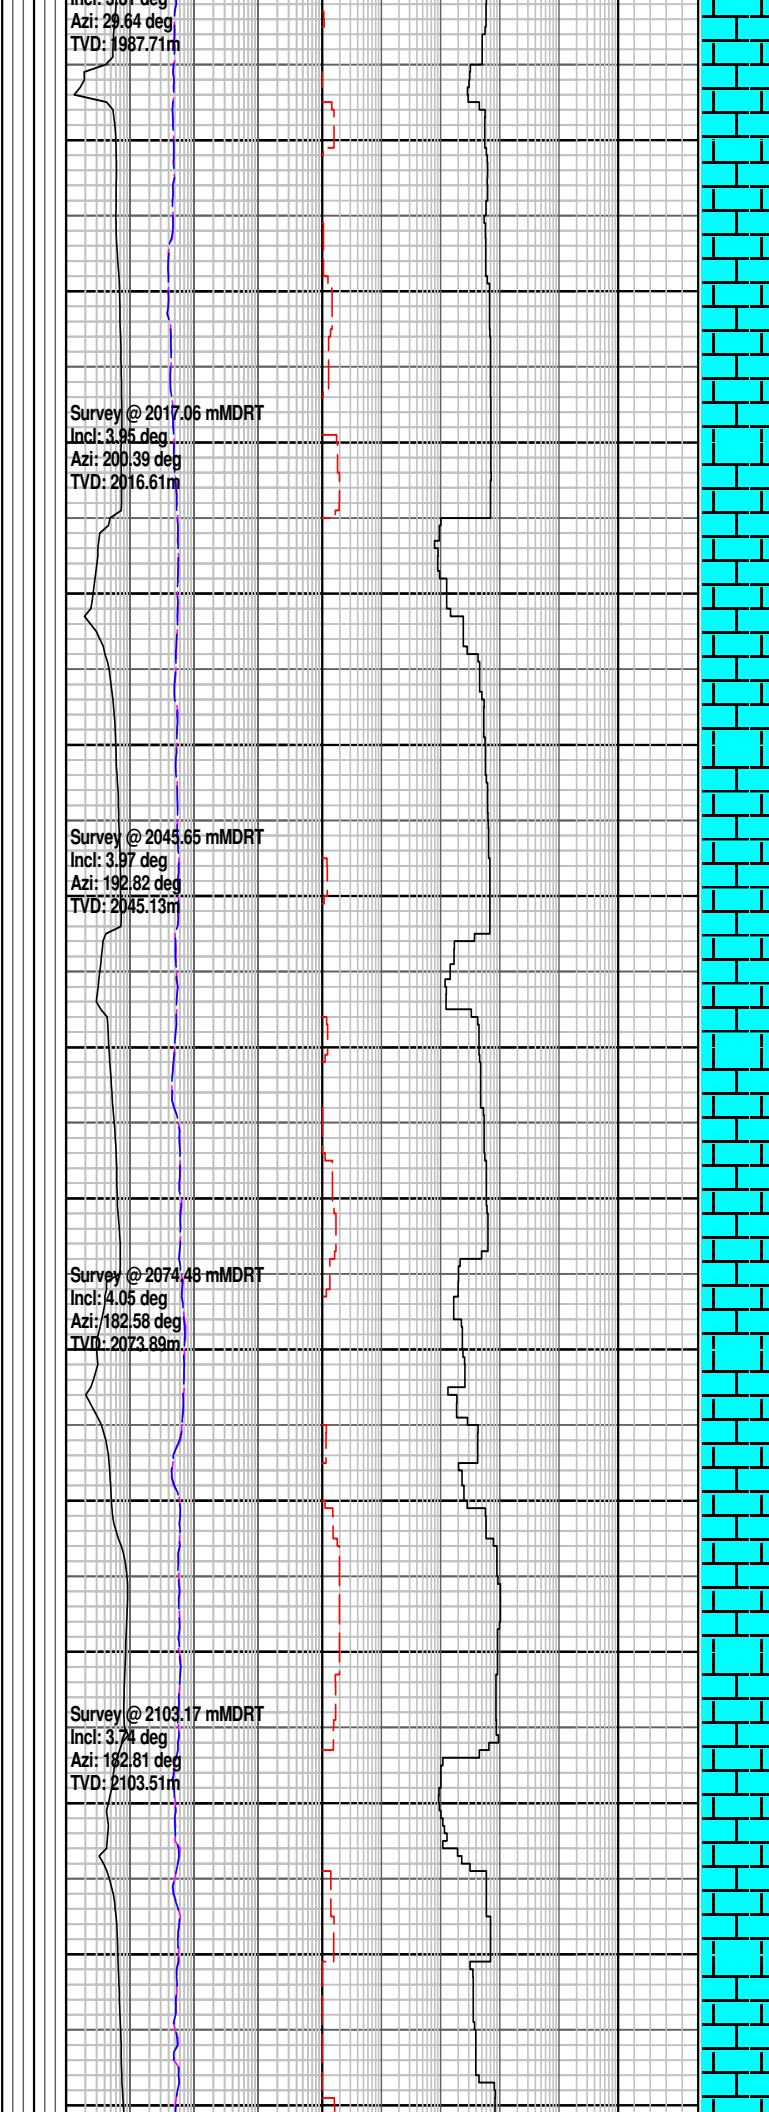 Azi: 29.64 deg
TVD: 1987.71m
Survey @ 2017.06 mMDRT
Incl: 3.95 deg
Azi: 200.39 deg
TVD: 2016.61m
Survey @ 2045.65 mMDRT
Incl: 3.97 deg
Azi: 192.82 deg
TVD: 2045.13m
Survey @ 2074.48 mMDRT
Incl: 4.05 deg
Azi: 182.58 deg
TVD: 2073.89m
Survey @ 2103.17 mMDRT
Incl: 3.74 deg
Azi: 182.81 deg
TVD: 2103.51m